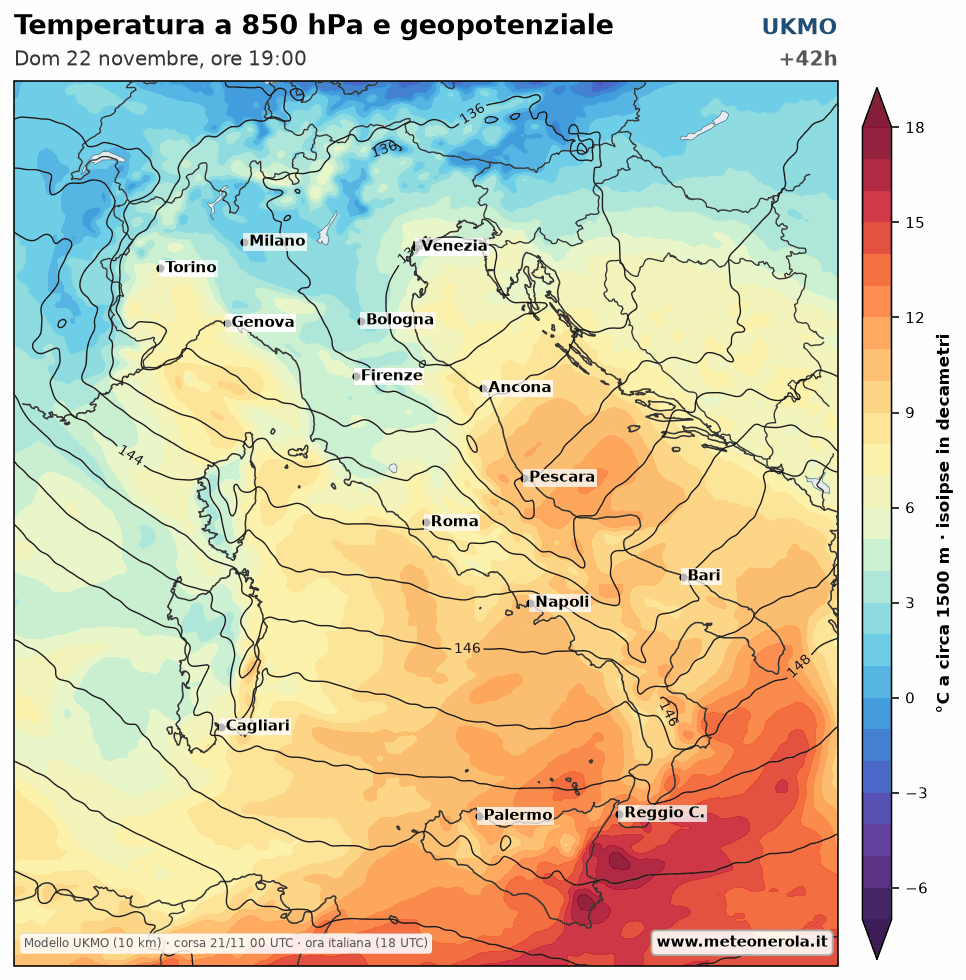 Temperatura a 850 hPa e geopotenziale
UKMO
Dom 22 novembre, ore 19:00
+42h
136
136
Milano
Venezia
Torino
Genova
Bologna
Firenze
Ancona
144
Pescara
Roma
Bari
Napoli
146
148
146
Cagliari
Palermo
Reggio C.
18
15
12
9
6
3
0
−3
−6
°C a circa 1500 m · isoipse in decametri
Modello UKMO (10 km) · corsa 21/11 00 UTC · ora italiana (18 UTC)
www.meteonerola.it